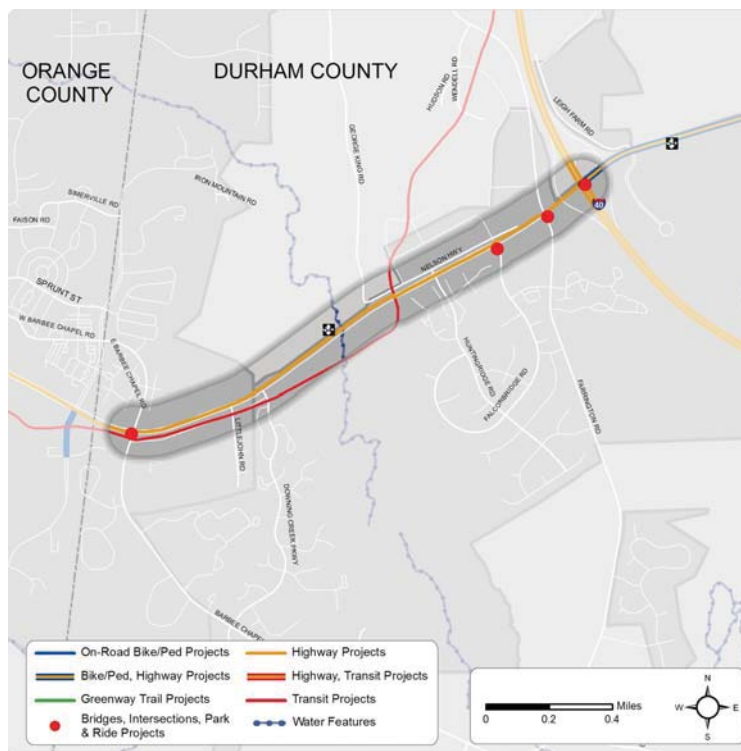 ORANGE
COUNTY
DURHAM COUNTY
HUDSON RD
WENDELL RD
LEIGH FARM RD
54
GEORGE KING RD
IRON MOUNTAIN RD
SIMERVILLE RD
FAISON RD
40
NELSON HWY
SPRUNT ST
W BARBEE CHAPEL RD
54
E BARBEE CHAPEL RD
HUNTINGRIDGE RD
FALCONBRIDGE RD
FARRINGTON RD
LITTLEJOHN RD
DOWNING CREEK PKWY
BARBEE CHAPE
On-Road Bike/Ped Projects
Highway Projects
Bike/Ped, Highway Projects
Highway, Transit Projects
Greenway Trail Projects
Transit Projects
Bridges, Intersections, Park
& Ride Projects
Water Features
Miles
0 0.2 0.4
N
W E
S